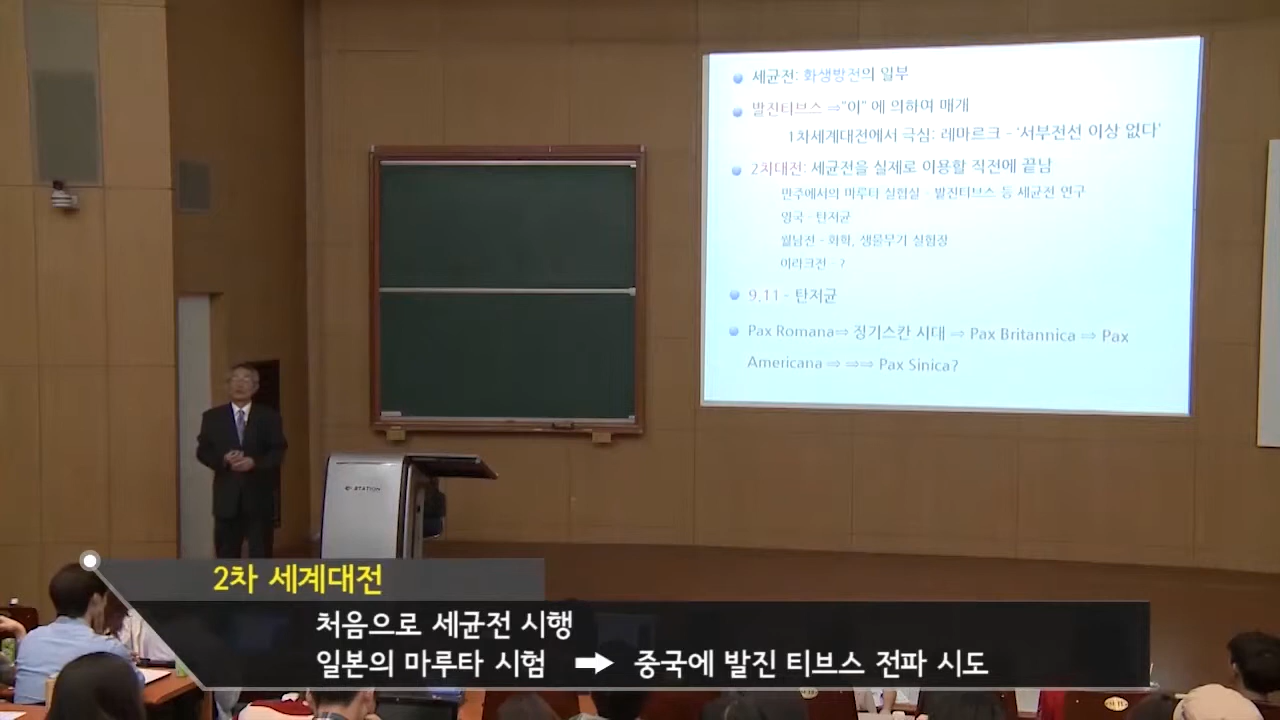 세균전: 화생방전의 일부
발진티브스 ⇒"이" 에 의하여 매개
1차세계대전에서 극심: 레마르크 - '서부전선 이상 없다'
2차대전: 세균전을 실제로 이용할 직전에 끝남
만주에서의 마루타 실험실 - 발진티브스 등 세균전 연구
영국 - 탄저균
월남전 - 화학, 생물무기 실험장
이라크전 - ?
9.11 - 탄저균
Pax Romana⇒ 징기스칸 시대 ⇒ Pax Britannica ⇒ Pax
Americana ⇒ ⇒⇒ Pax Sinica?
STATION
2차 세계대전
처음으로 세균전 시행
일본의 마루타 시험 ➡ 중국에 발진 티브스 전파 시도